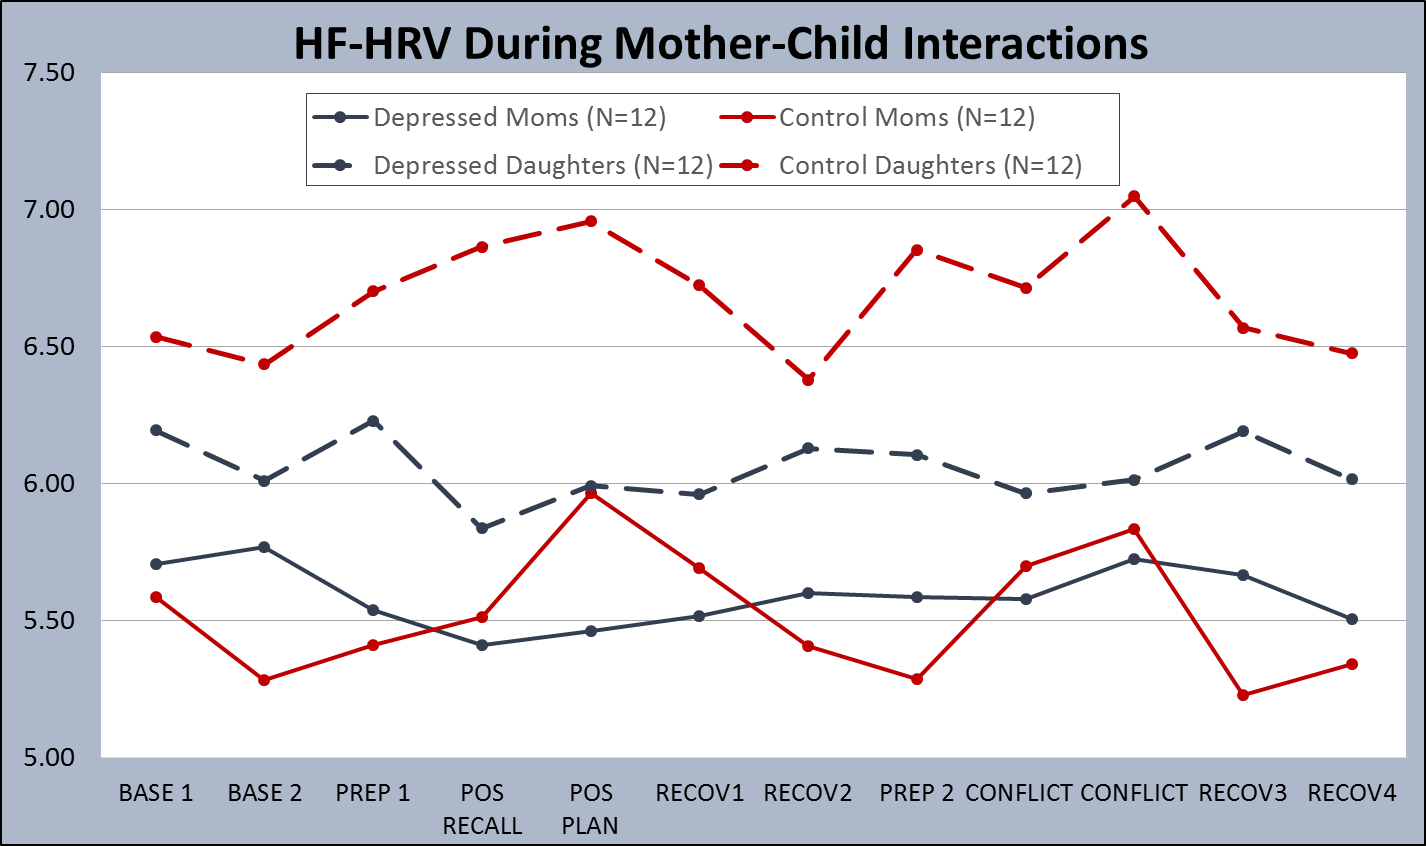 HF-HRV During Mother-Child Interactions
7.50
Depressed Moms (N=12) Control Moms (N=12)
Depressed Daughters (N=12) Control Daughters (N=12)
7.00
6.50
6.00
5.50
5.00
BASE 1 BASE 2 PREP 1 POS POS RECOV1 RECOV2 PREP 2 CONFLICT CONFLICT RECOV3 RECOV4
RECALL PLAN